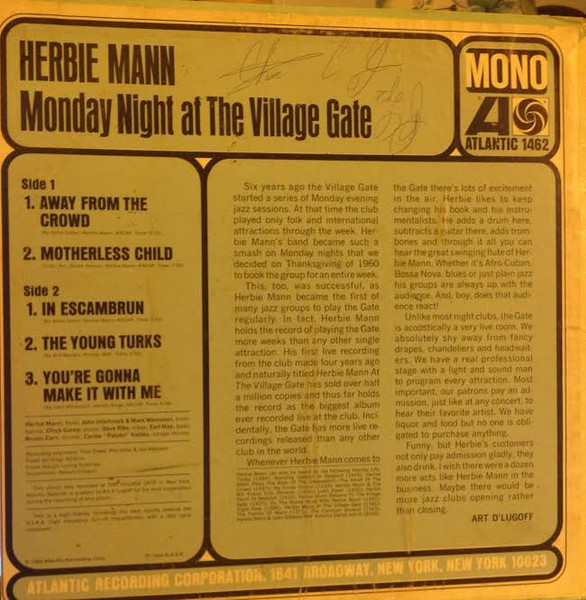 HERBIE MANN
Monday Night at The Village Gate
MONO
ATLANTIC 1462
Side 1
1. AWAY FROM THE
CROWD
2. MOTHERLESS CHILD
Side 2
1. IN ESCAMBRUN
2. THE YOUNG TURKS
3. YOU'RE GONNA
MAKE IT WITH ME
Six years ago the Village Gate
started a series of Monday evening
jazz sessions. At that time the club
played only folk and international
attractions through the week. Her-
bie Mann's band became such a
smash on Monday nights that we
decided on Thanksgiving of 1960
to book the group for an entire week.
This, too, was successful, as
Herbie Mann became the first of
many jazz groups to play the Gate
regularly. In fact, Herbie Mann
holds the record of playing the Gate
more weeks than any other single
attraction. His first live recording
from the club made four years ago
and naturally titled Herbie Mann At
The Village Gate has sold over half
a million copies and thus far holds
the record as the biggest album
ever recorded live at the club. Inci-
dentally, the Gate has more live re-
cordings released than any other
club in the world.
Whenever Herbie Mann comes to
the Gate there's lots of excitement
in the air. Herbie likes to keep
changing his book and his instru-
mentalists. He adds a drum here,
subtracts a guitar there, adds trom-
bones and through it all you can
hear the great swinging flute of Her-
bie Mann. Whether it's Afro-Cuban,
Bossa Nova, blues or just plain jazz
his groups are always up with the
audience. And, boy, does that audi-
ence react!
Unlike most night clubs, the Gate
is acoustically a very live room. We
absolutely shy away from fancy
drapes, chandeliers and headwait-
ers. We have a real professional
stage with a light and sound man
to program every attraction. Most
important, our patrons pay an ad-
mission, just like at any concert, to
hear their favorite artist. We have
liquor and food but no one is obli-
gated to purchase anything.
Funny, but Herbie's customers
not only pay admission gladly, they
also drink. I wish there were a dozen
more acts like Herbie Mann in the
business. Maybe there would be
more jazz clubs opening rather
than closing.
ART D'LUGOFF
ATLANTIC RECORDING CORPORATION, 1841 BROADWAY, NEW YORK, NEW YORK 10023